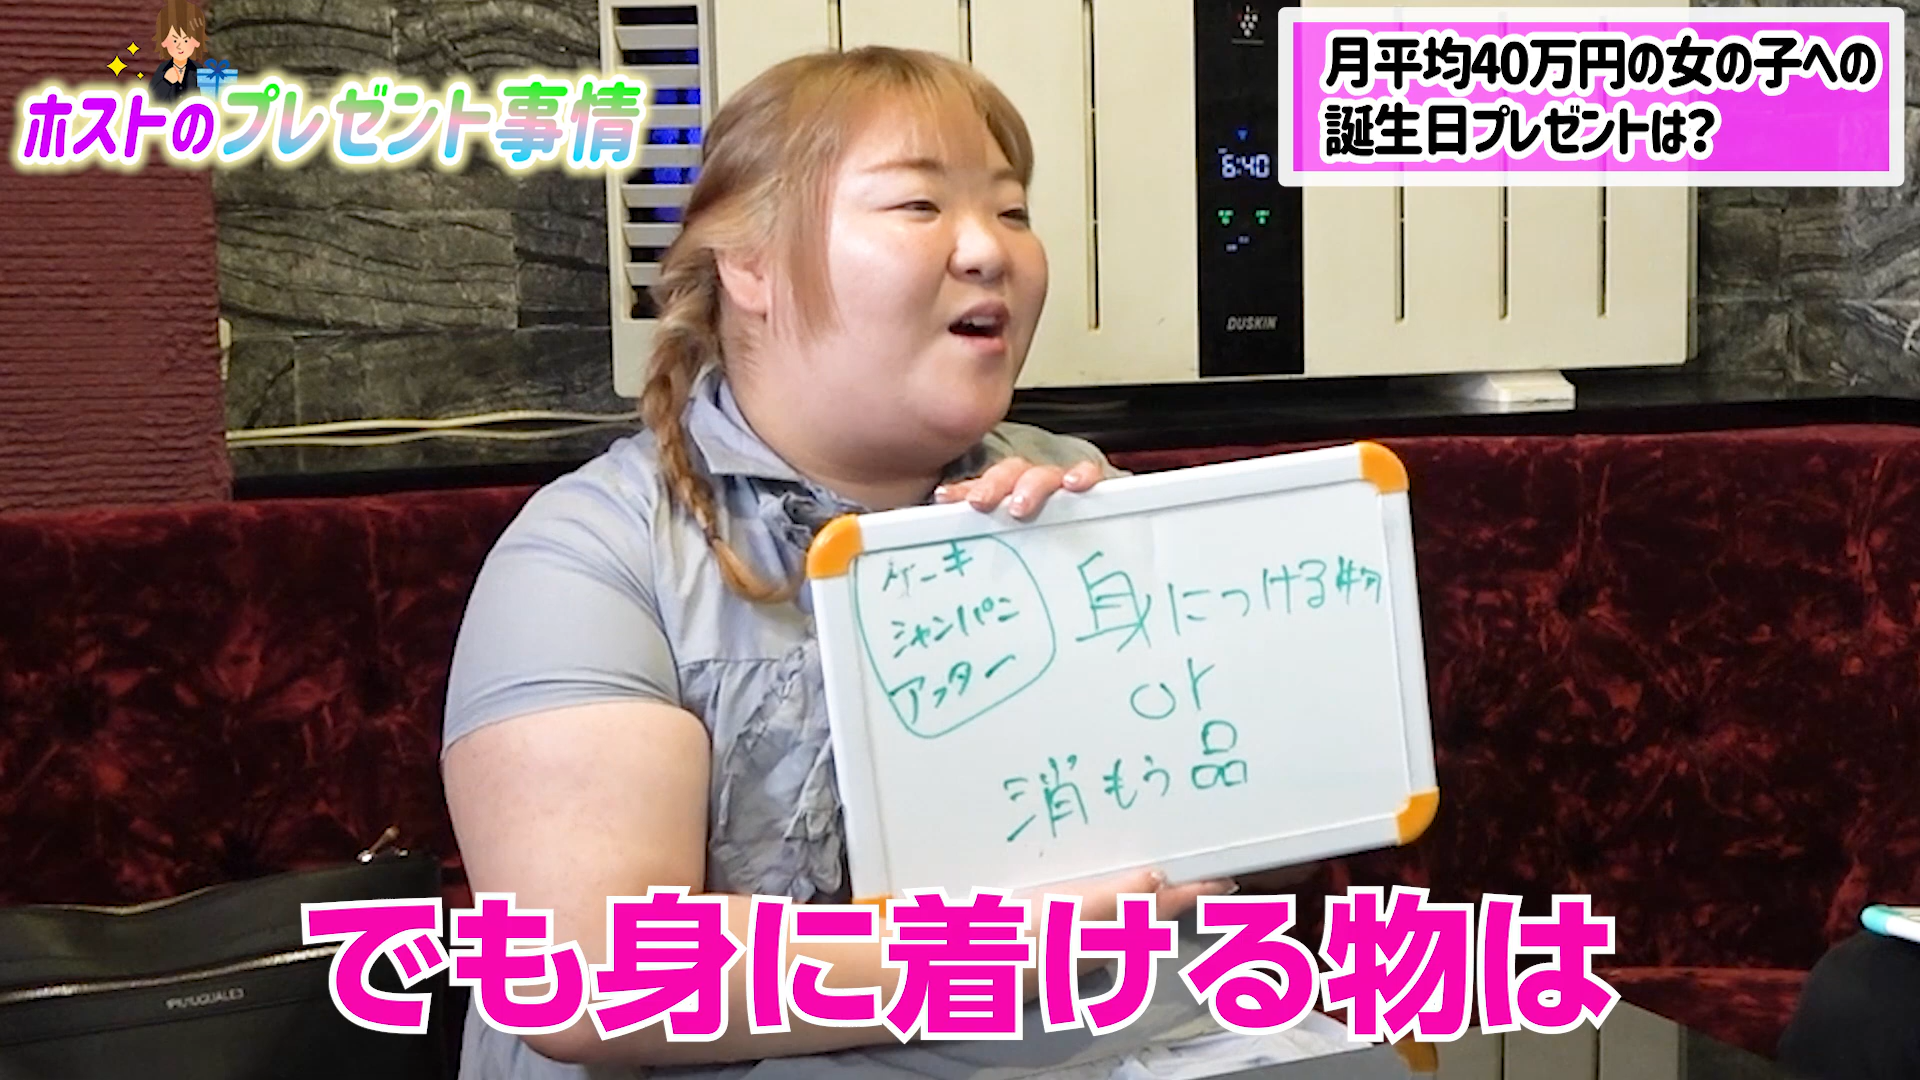 ホストのプレゼント事情
月平均40万円の女の子への
誕生日プレゼントは?
6:40
DUSKIN
ケーキ
シャンパン
アフター
身につける物
or
消もう品
1PIU1UGUALE3
でも身に着ける物は